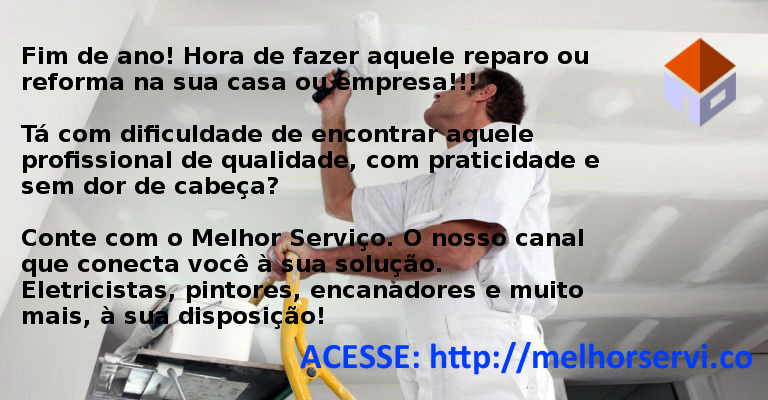 Fim de ano! Hora de fazer aquele reparo ou
reforma na sua casa ou empresa!!!
Tá com dificuldade de encontrar aquele
profissional de qualidade, com praticidade e
sem dor de cabeça?
Conte com o Melhor Serviço. O nosso canal
que conecta você à sua solução.
Eletricistas, pintores, encanadores e muito
mais, à sua disposição!
ACESSE: http://melhorservi.co